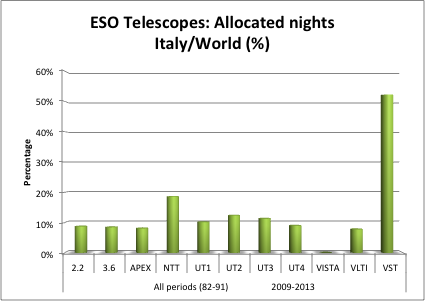 ESO Telescopes: Allocated nights
Italy/World (%)
60%
50%
40%
30%
20%
10%
0%
Percentage
2.2 3.6 APEX NTT UT1 UT2 UT3 UT4 VISTA VLTI VST
All periods (82-91) 2009-2013